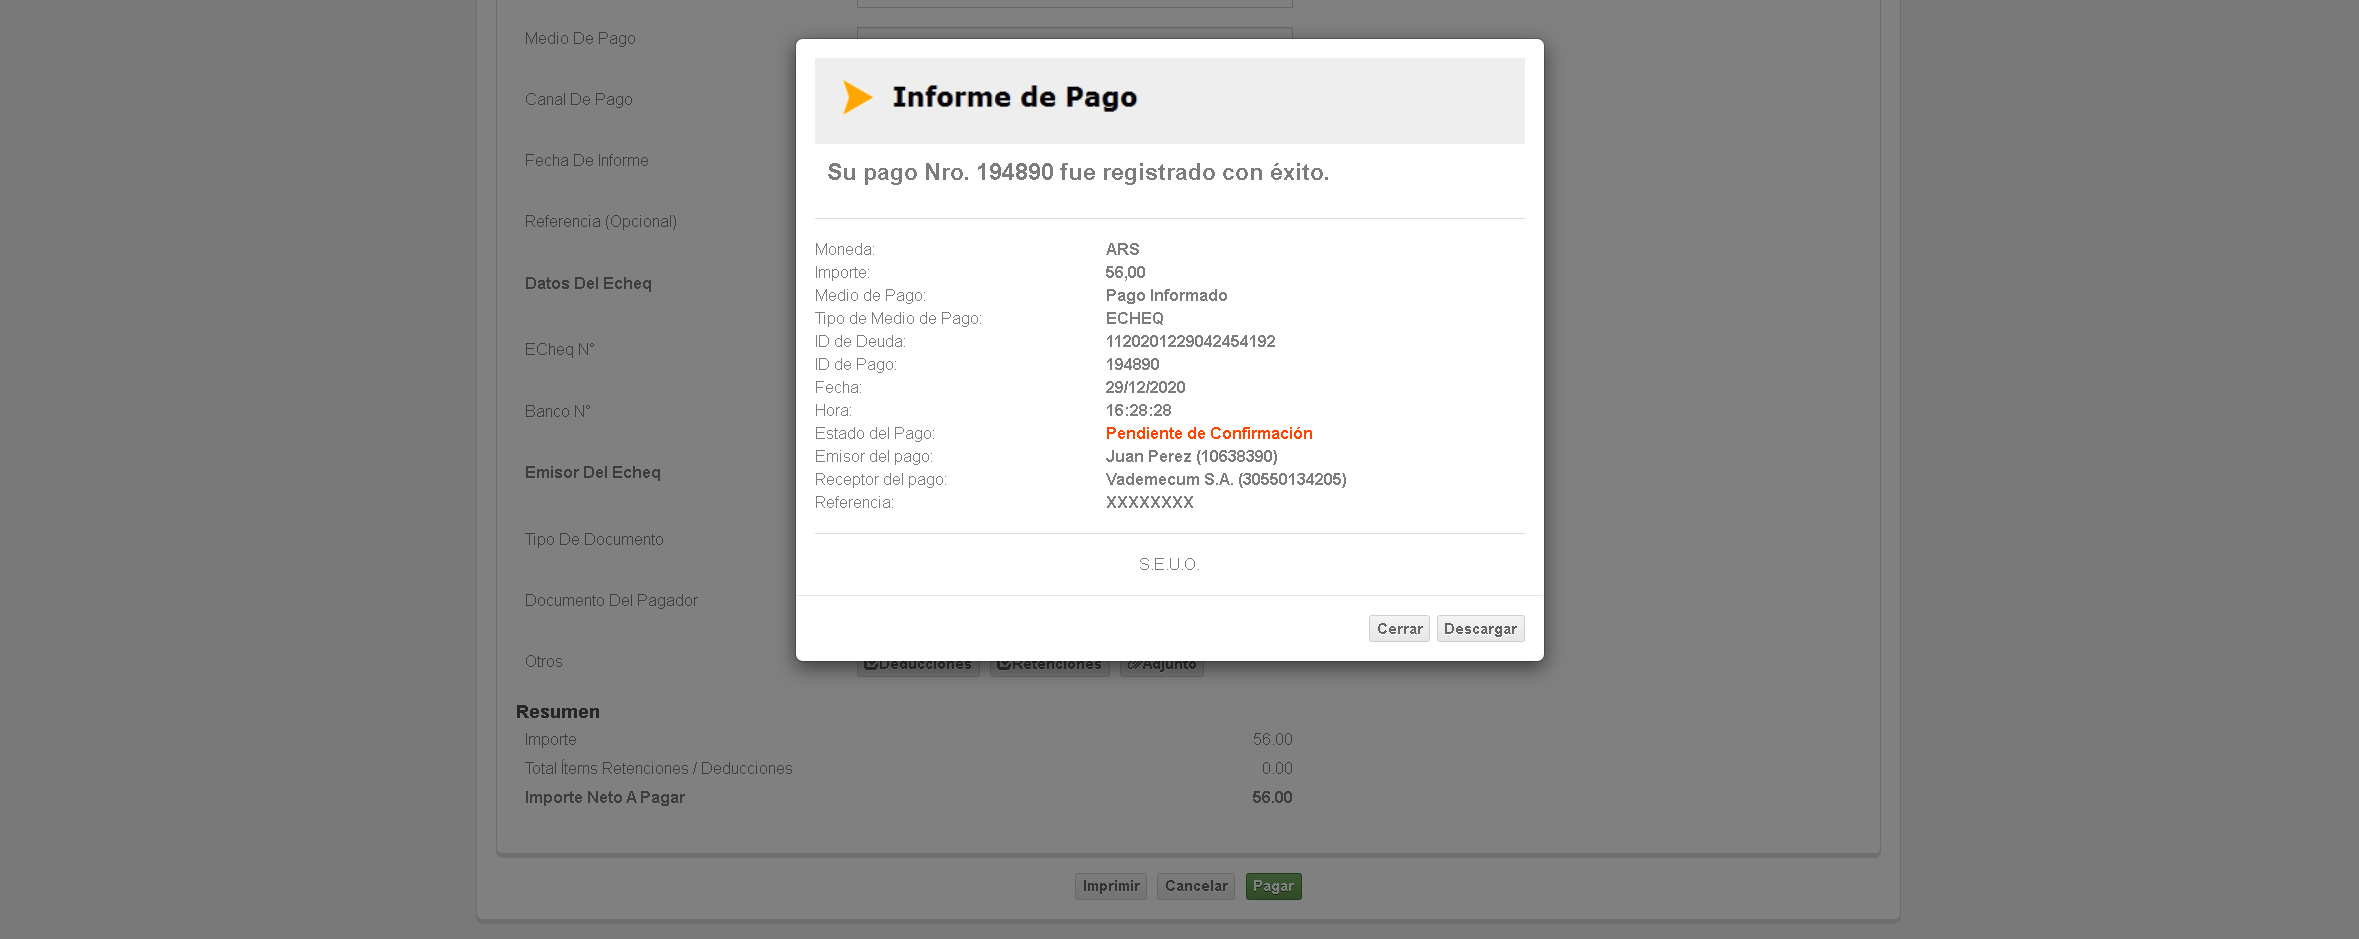 Medio De Pago
Canal De Pago
Fecha De Informe
Referencia (Opcional)
Datos Del Echeq
ECheq N°
Banco N°
Emisor Del Echeq
Tipo De Documento
Documento Del Pagador
Otros
Deducciones Retenciones Adjunto
Informe de Pago
Su pago Nro. 194890 fue registrado con éxito.
Moneda: ARS
Importe: 56,00
Medio de Pago: Pago Informado
Tipo de Medio de Pago: ECHEQ
ID de Deuda: 1120201229042454192
ID de Pago: 194890
Fecha: 29/12/2020
Hora: 16:28:28
Estado del Pago: Pendiente de Confirmación
Emisor del pago: Juan Perez (10638390)
Receptor del pago: Vademecum S.A. (30550134205)
Referencia: XXXXXXXX
S.E.U.O.
Cerrar Descargar
Resumen
Importe 56.00
Total Ítems Retenciones / Deducciones 0.00
Importe Neto A Pagar 56.00
Imprimir Cancelar Pagar